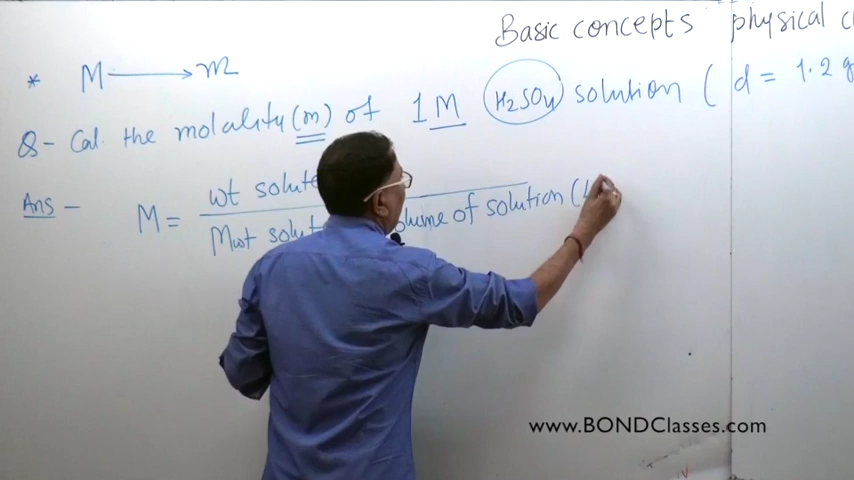 Basic concepts physical c
* M → m
Q- Cal. the molality (m) of 1 M H2SO4 solution ( d = 1.2 g
Ans - M = wt solute
Mwt solut olume of solution (L
www.BONDClasses.com